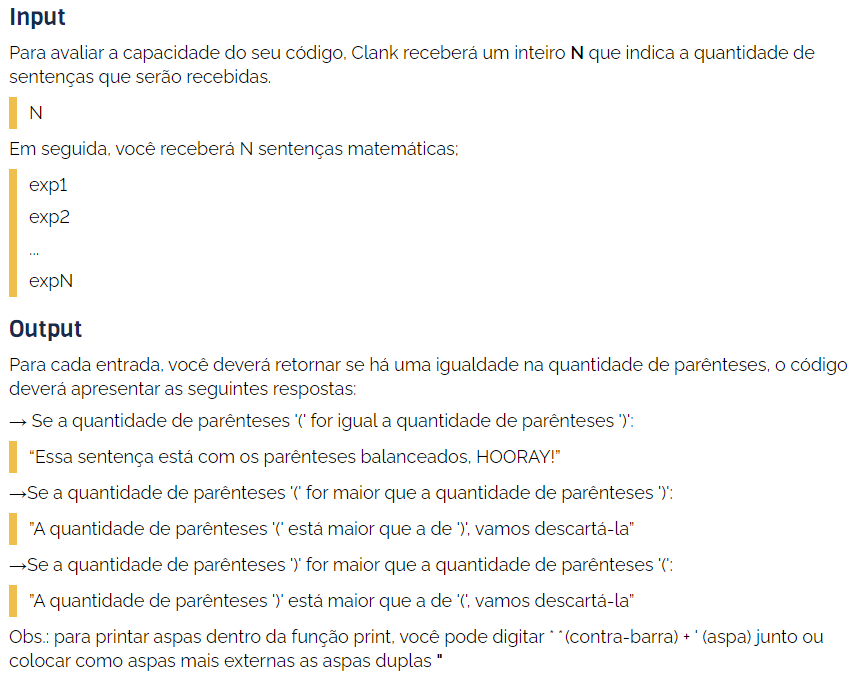 Input
Para avaliar a capacidade do seu código, Clank receberá um inteiro N que indica a quantidade de
sentenças que serão recebidas.
N
Em seguida, você receberá N sentenças matemáticas;
exp1
exp2
...
expN
Output
Para cada entrada, você deverá retornar se há uma igualdade na quantidade de parênteses, o código
deverá apresentar as seguintes respostas:
→ Se a quantidade de parênteses '(' for igual a quantidade de parênteses ')':
“Essa sentença está com os parênteses balanceados, HOORAY!”
→Se a quantidade de parênteses '(' for maior que a quantidade de parênteses ')':
”A quantidade de parênteses '(' está maior que a de ')', vamos descartá-la”
→Se a quantidade de parênteses ')' for maior que a quantidade de parênteses '(':
”A quantidade de parênteses ')' está maior que a de '(', vamos descartá-la”
Obs.: para printar aspas dentro da função print, você pode digitar ` ` (contra-barra) + ' (aspa) junto ou
colocar como aspas mais externas as aspas duplas "